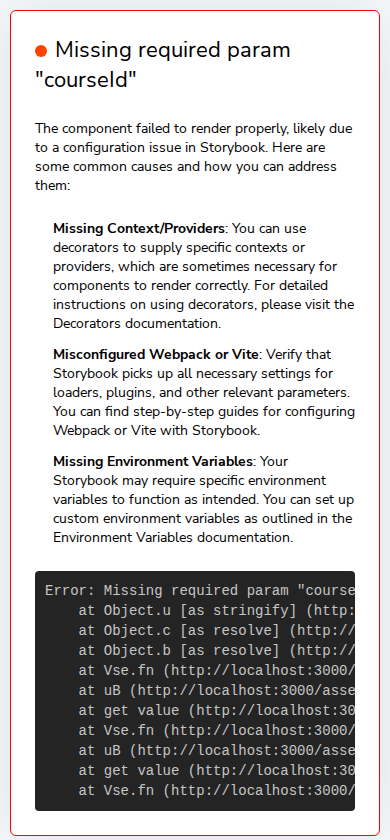 Missing required param
"courseId"
The component failed to render properly, likely due
to a configuration issue in Storybook. Here are
some common causes and how you can address
them:
Missing Context/Providers: You can use
decorators to supply specific contexts or
providers, which are sometimes necessary for
components to render correctly. For detailed
instructions on using decorators, please visit the
Decorators documentation.
Misconfigured Webpack or Vite: Verify that
Storybook picks up all necessary settings for
loaders, plugins, and other relevant parameters.
You can find step-by-step guides for configuring
Webpack or Vite with Storybook.
Missing Environment Variables: Your
Storybook may require specific environment
variables to function as intended. You can set up
custom environment variables as outlined in the
Environment Variables documentation.
Error: Missing required param "course
at Object.u [as stringify] (http:
at Object.c [as resolve] (http://
at Object.b [as resolve] (http://
at Vse.fn (http://localhost:3000/
at uB (http://localhost:3000/asse
at get value (http://localhost:30
at Vse.fn (http://localhost:3000/
at uB (http://localhost:3000/asse
at get value (http://localhost:30
at Vse.fn (http://localhost:3000/